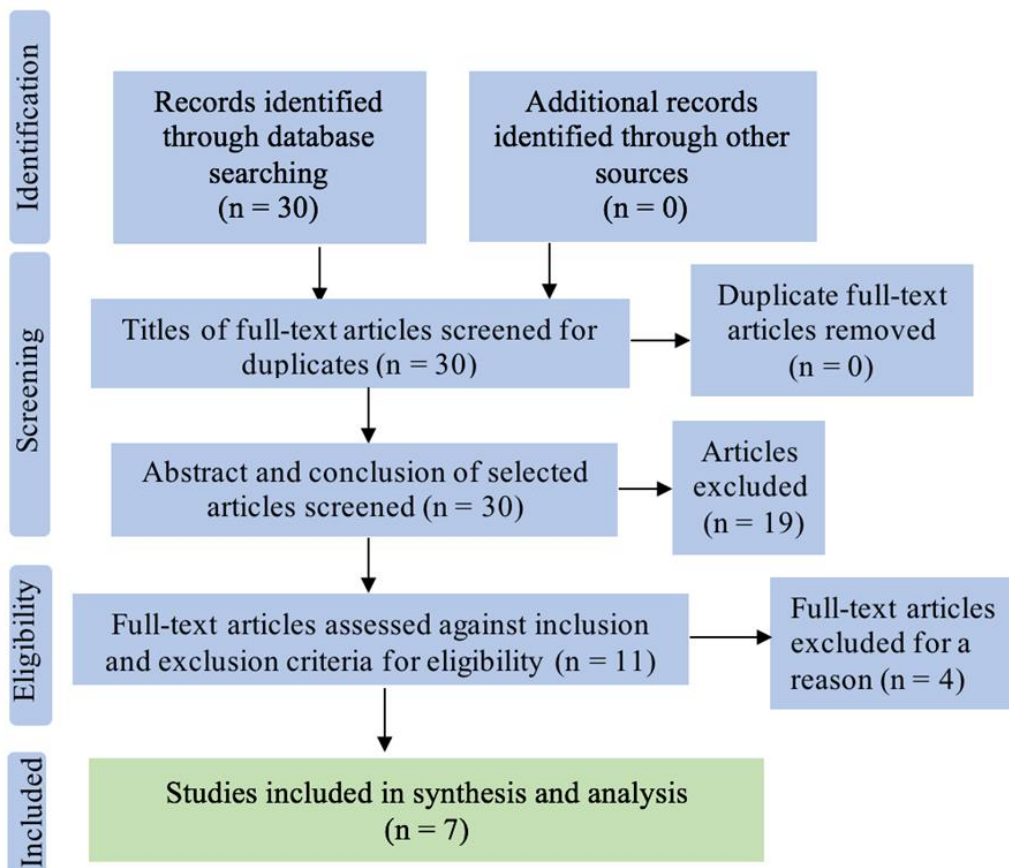 Identification
Records identified
through database
searching
(n = 30)
Additional records
identified through other
sources
(n = 0)
Screening
Titles of full-text articles screened for
duplicates (n = 30)
Duplicate full-text
articles removed
(n = 0)
Abstract and conclusion of selected
articles screened (n = 30)
Articles
excluded
(n = 19)
Eligibility
Full-text articles assessed against inclusion
and exclusion criteria for eligibility (n = 11)
Full-text articles
excluded for a
reason (n = 4)
Included
Studies included in synthesis and analysis
(n = 7)